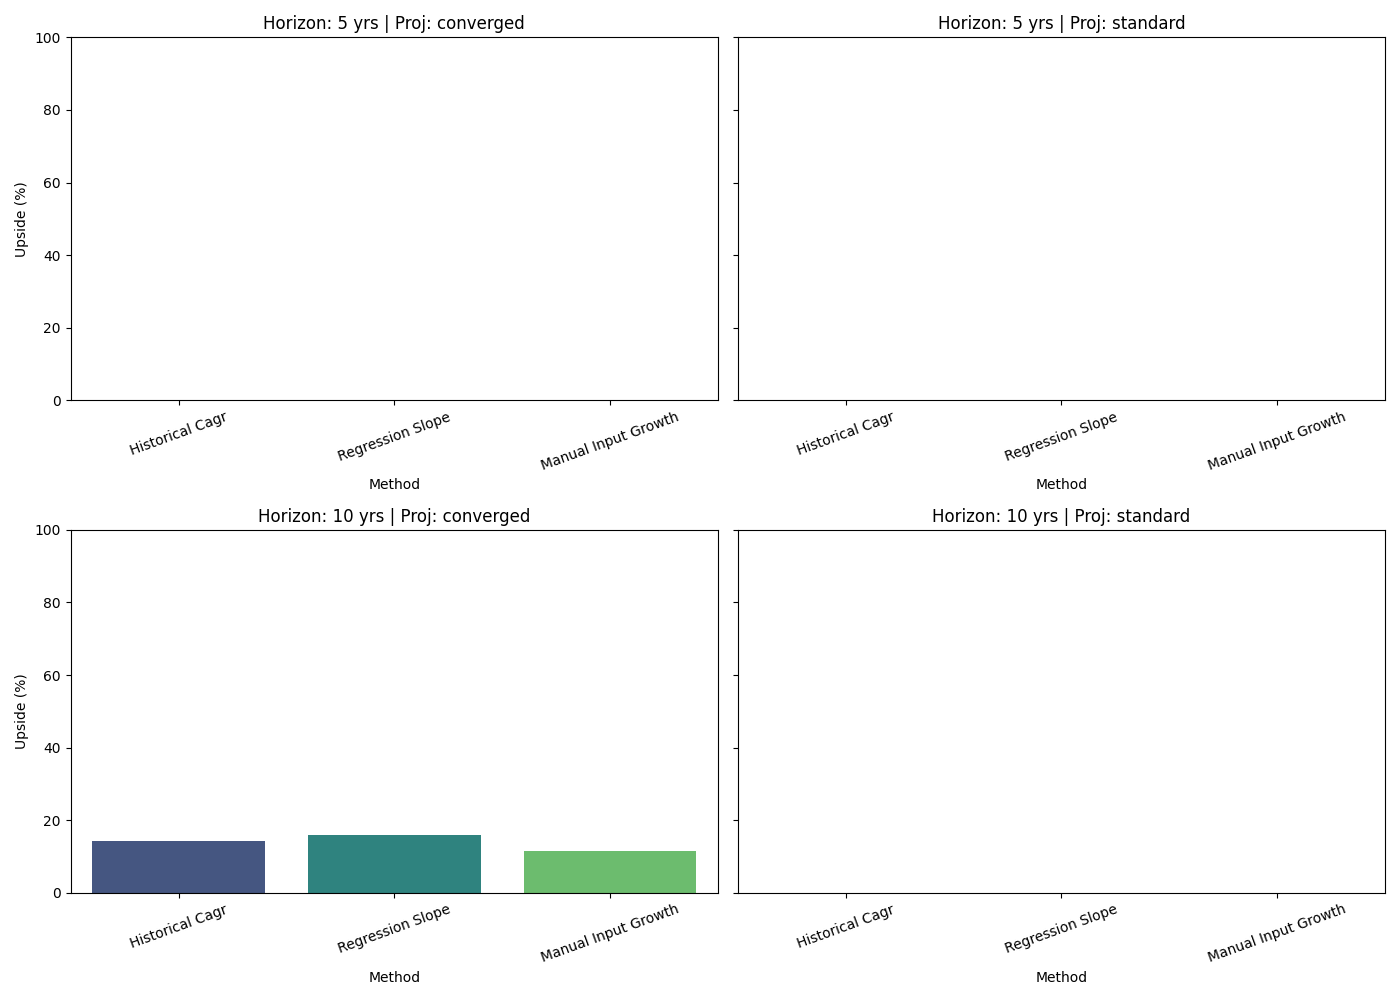 Horizon: 5 yrs | Proj: converged
Upside (%)
100
80
60
40
20
0
Historical Cagr
Regression Slope
Manual Input Growth
Method
Horizon: 5 yrs | Proj: standard
Historical Cagr
Regression Slope
Manual Input Growth
Method
Horizon: 10 yrs | Proj: converged
Upside (%)
100
80
60
40
20
0
Historical Cagr
Regression Slope
Manual Input Growth
Method
Horizon: 10 yrs | Proj: standard
Historical Cagr
Regression Slope
Manual Input Growth
Method